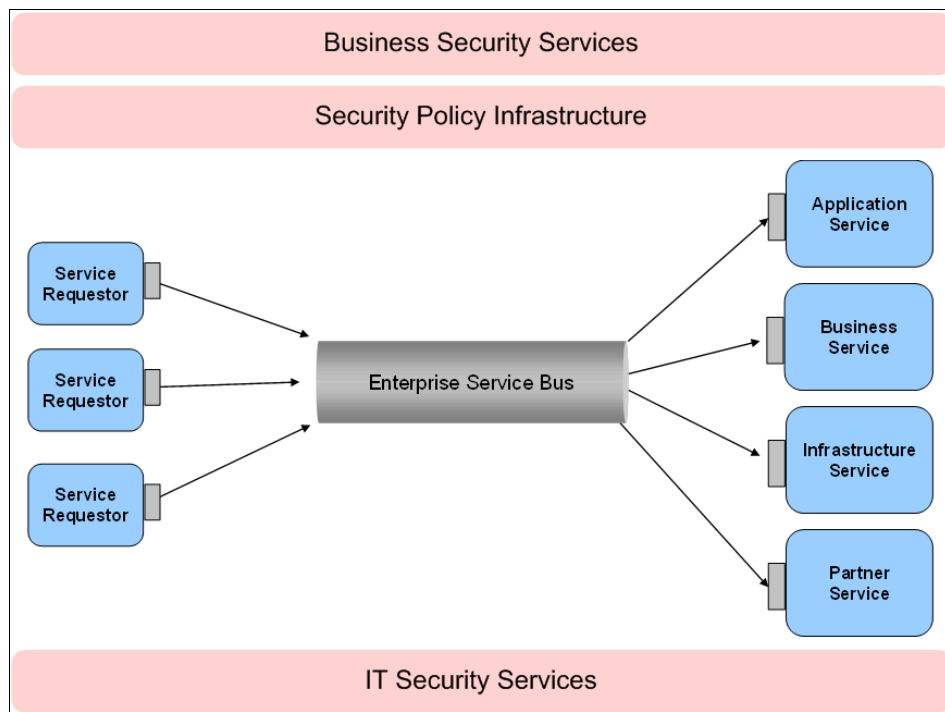 Business Security Services
Security Policy Infrastructure
Service
Requestor
Service
Requestor
Service
Requestor
Enterprise Service Bus
Application
Service
Business
Service
Infrastructure
Service
Partner
Service
IT Security Services